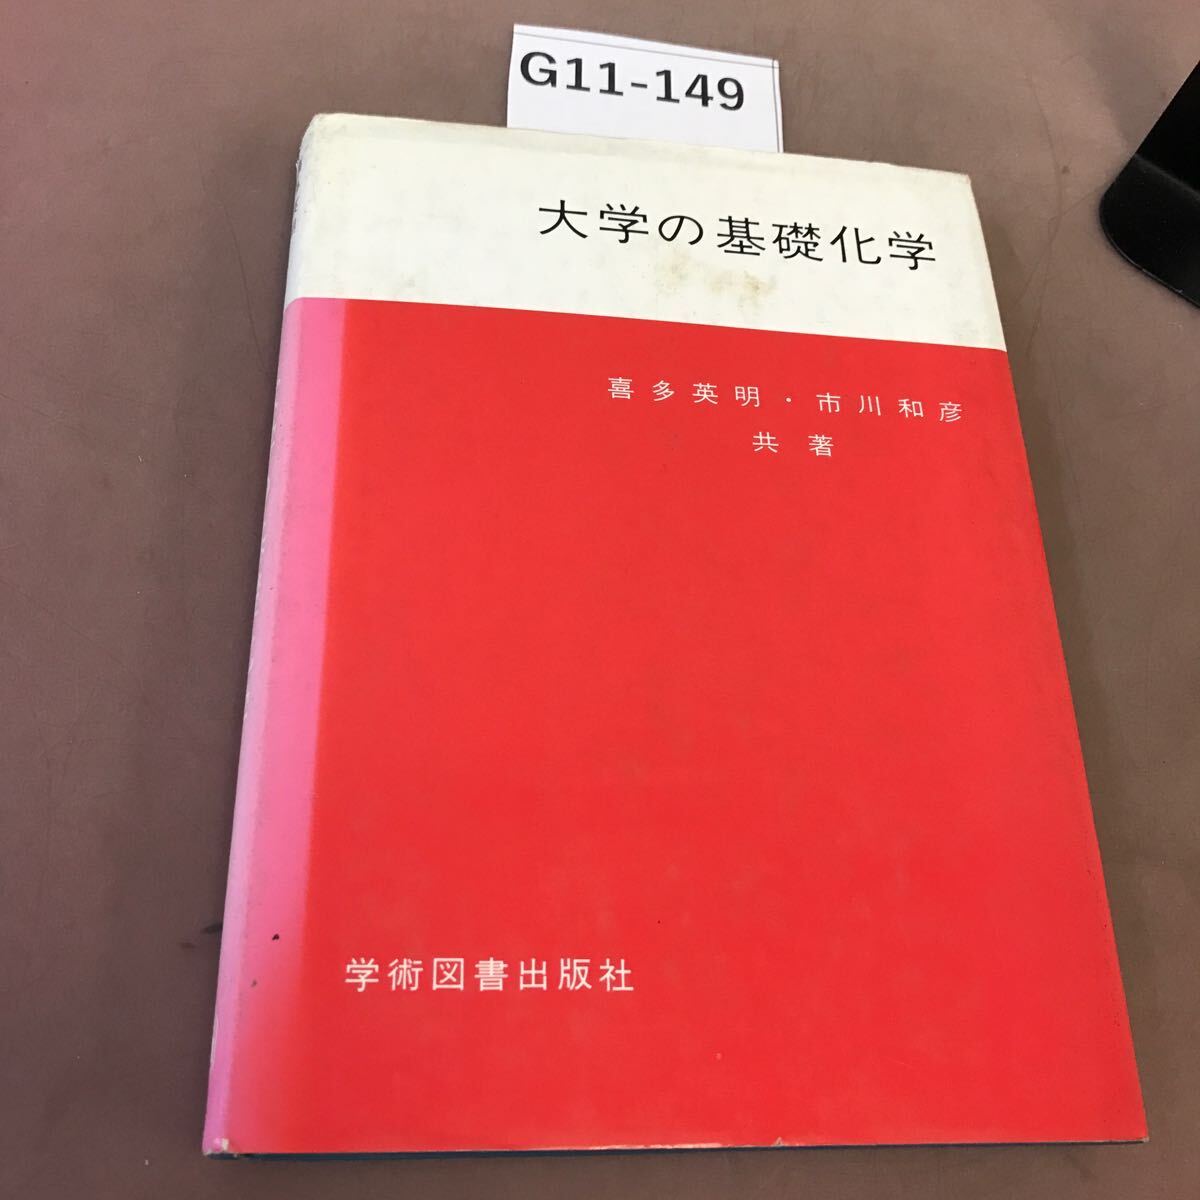 G11-149
大学の基礎化学
喜多英明・市川和彦
共著
学術図書出版社